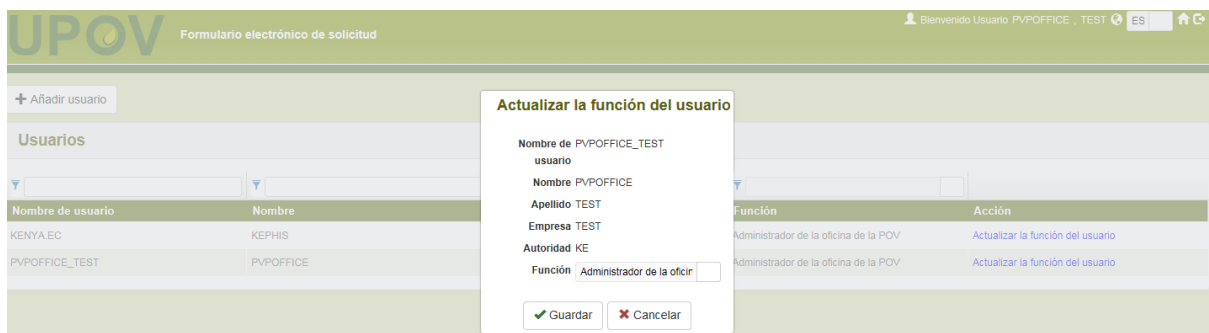 UPOV
Formulario electrónico de solicitud
Bienvenido Usuario PVPOFFICE , TEST ES
Añadir usuario
Usuarios
Nombre de usuario Nombre Función Acción
KENYA.EC KEPHIS Administrador de la oficina de la POV Actualizar la función del usuario
PVPOFFICE_TEST PVPOFFICE Administrador de la oficina de la POV Actualizar la función del usuario
Actualizar la función del usuario
Nombre de PVPOFFICE_TEST
usuario
Nombre PVPOFFICE
Apellido TEST
Empresa TEST
Autoridad KE
Función Administrador de la oficin
Guardar Cancelar